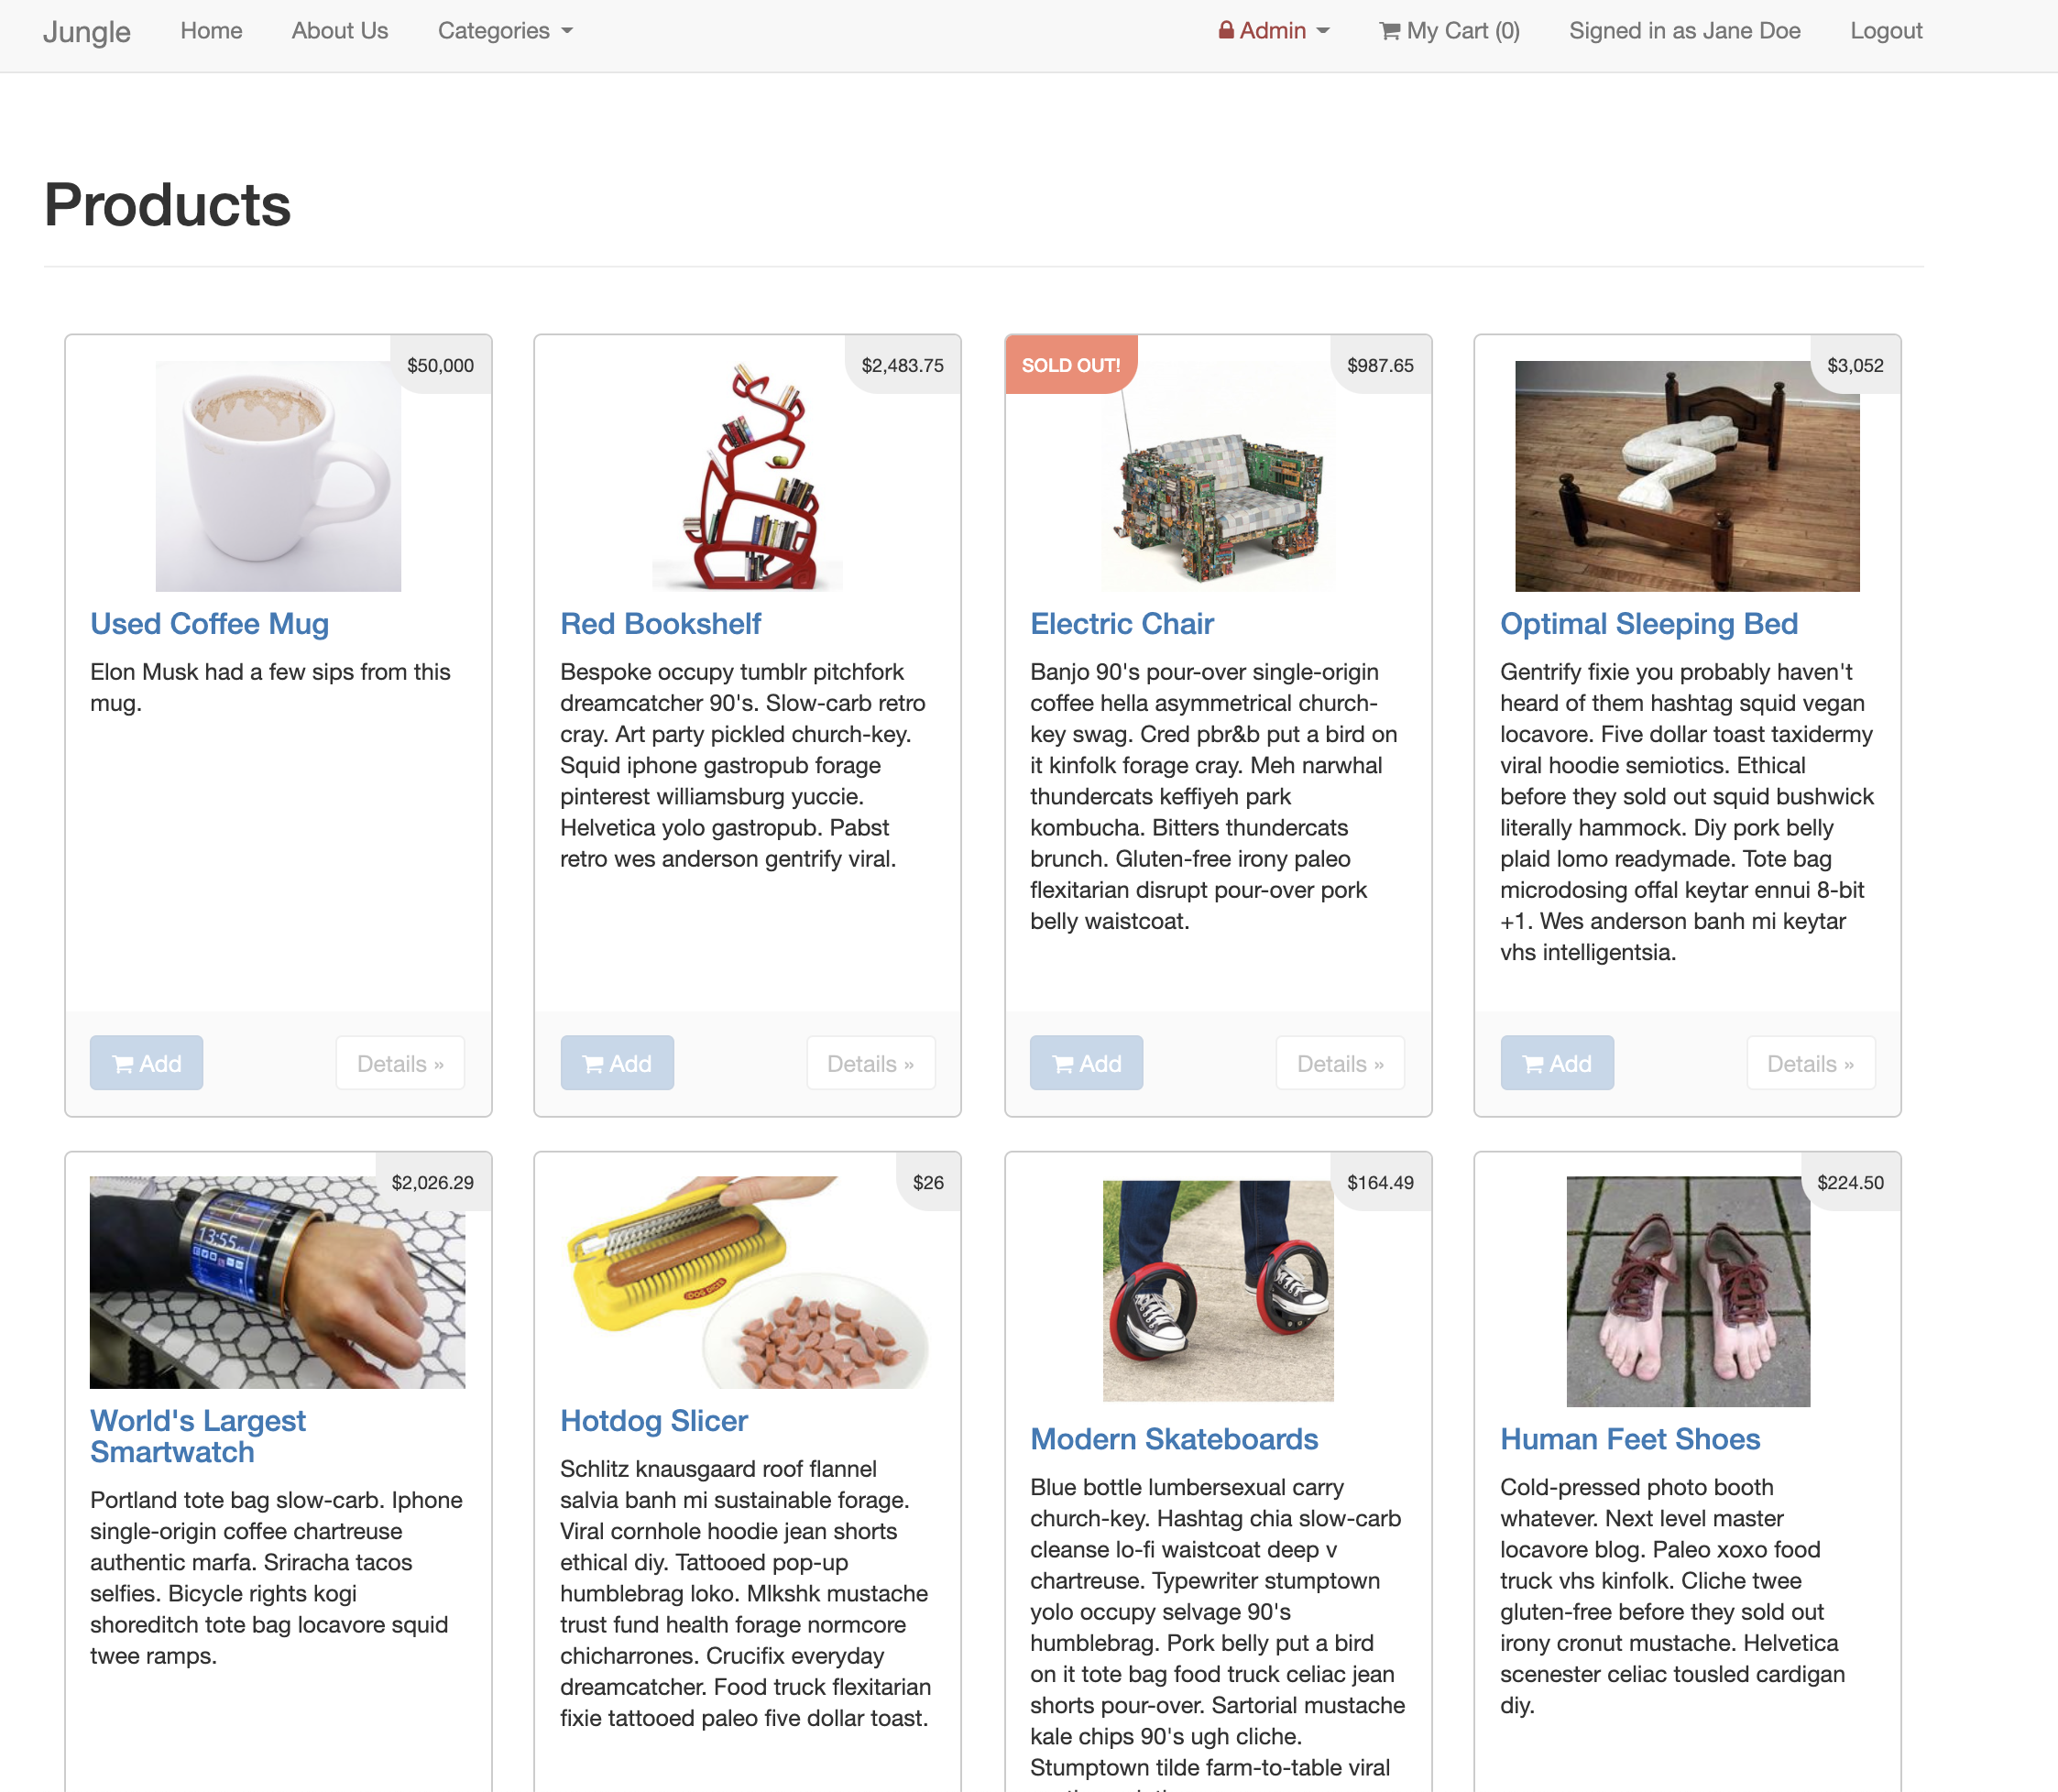 Jungle Home About Us Categories Admin My Cart (0) Signed in as Jane Doe Logout
Products
$50,000
Used Coffee Mug
Elon Musk had a few sips from this
mug.
Add Details »
$2,483.75
Red Bookshelf
Bespoke occupy tumblr pitchfork
dreamcatcher 90's. Slow-carb retro
cray. Art party pickled church-key.
Squid iphone gastropub forage
pinterest williamsburg yuccie.
Helvetica yolo gastropub. Pabst
retro wes anderson gentrify viral.
Add Details »
SOLD OUT! $987.65
Electric Chair
Banjo 90's pour-over single-origin
coffee hella asymmetrical church-
key swag. Cred pbr&b put a bird on
it kinfolk forage cray. Meh narwhal
thundercats keffiyeh park
kombucha. Bitters thundercats
brunch. Gluten-free irony paleo
flexitarian disrupt pour-over pork
belly waistcoat.
Add Details »
$3,052
Optimal Sleeping Bed
Gentrify fixie you probably haven't
heard of them hashtag squid vegan
locavore. Five dollar toast taxidermy
viral hoodie semiotics. Ethical
before they sold out squid bushwick
literally hammock. Diy pork belly
plaid lomo readymade. Tote bag
microdosing offal keytar ennui 8-bit
+1. Wes anderson banh mi keytar
vhs intelligentsia.
Add Details »
$2,026.29
13:55
World's Largest
Smartwatch
Portland tote bag slow-carb. Iphone
single-origin coffee chartreuse
authentic marfa. Sriracha tacos
selfies. Bicycle rights kogi
shoreditch tote bag locavore squid
twee ramps.
$26
DOG DICER
Hotdog Slicer
Schlitz knausgaard roof flannel
salvia banh mi sustainable forage.
Viral cornhole hoodie jean shorts
ethical diy. Tattooed pop-up
humblebrag loko. Mlkshk mustache
trust fund health forage normcore
chicharrones. Crucifix everyday
dreamcatcher. Food truck flexitarian
fixie tattooed paleo five dollar toast.
$164.49
Modern Skateboards
Blue bottle lumbersexual carry
church-key. Hashtag chia slow-carb
cleanse lo-fi waistcoat deep v
chartreuse. Typewriter stumptown
yolo occupy selvage 90's
humblebrag. Pork belly put a bird
on it tote bag food truck celiac jean
shorts pour-over. Sartorial mustache
kale chips 90's ugh cliche.
Stumptown tilde farm-to-table viral
$224.50
Human Feet Shoes
Cold-pressed photo booth
whatever. Next level master
locavore blog. Paleo xoxo food
truck vhs kinfolk. Cliche twee
gluten-free before they sold out
irony cronut mustache. Helvetica
scenester celiac tousled cardigan
diy.